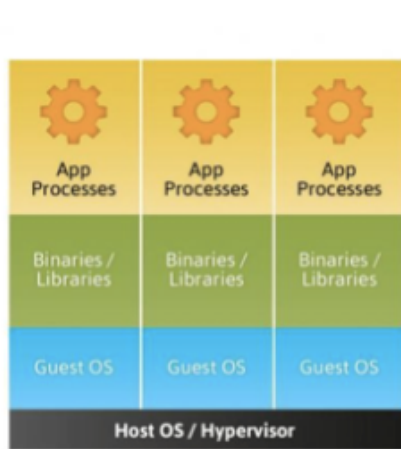 App App App
Processes Processes Processes
Binaries / Binaries / Binaries /
Libraries Libraries Libraries
Guest OS Guest OS Guest OS
Host OS / Hypervisor